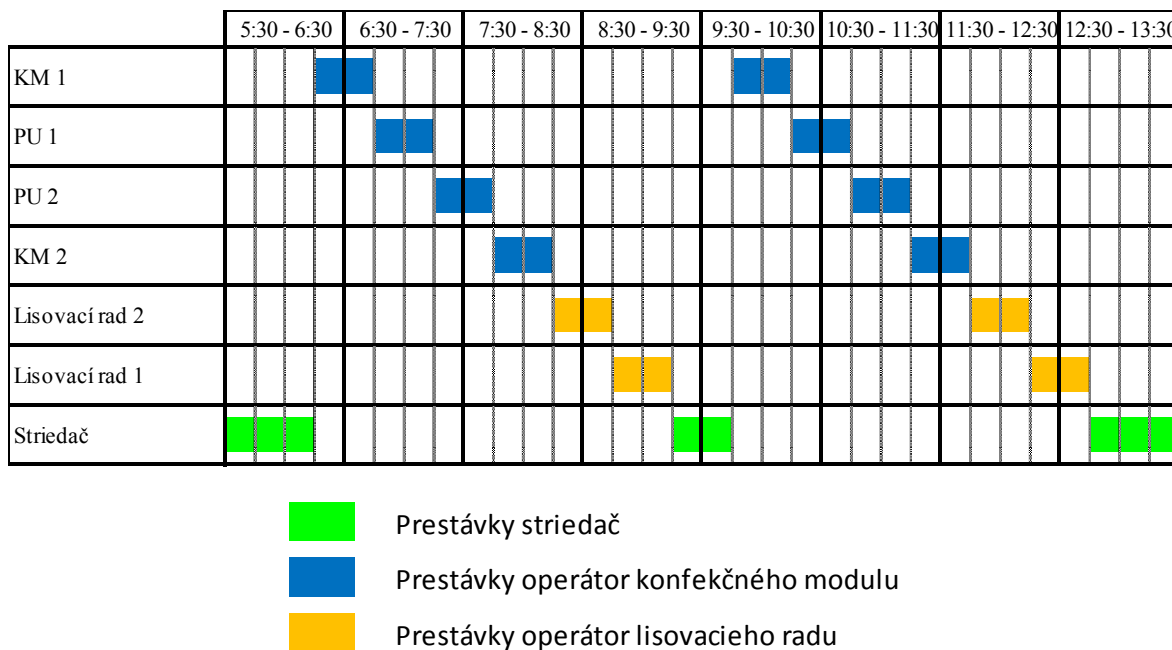 5:30 - 6:30 6:30 - 7:30 7:30 - 8:30 8:30 - 9:30 9:30 - 10:30 10:30 - 11:30 11:30 - 12:30 12:30 - 13:30
KM 1
PU 1
PU 2
KM 2
Lisovací rad 2
Lisovací rad 1
Striedač
Prestávky striedač
Prestávky operátor konfekčného modulu
Prestávky operátor lisovacieho radu